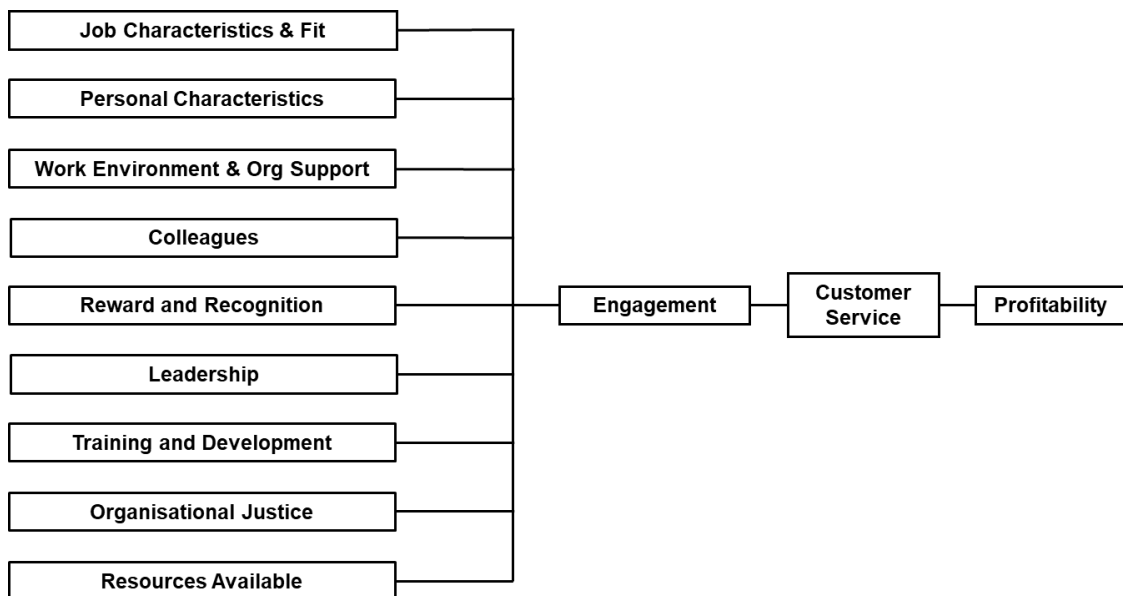 Job Characteristics & Fit
Personal Characteristics
Work Environment & Org Support
Colleagues
Reward and Recognition
Leadership
Training and Development
Organisational Justice
Resources Available
Engagement
Customer
Service
Profitability